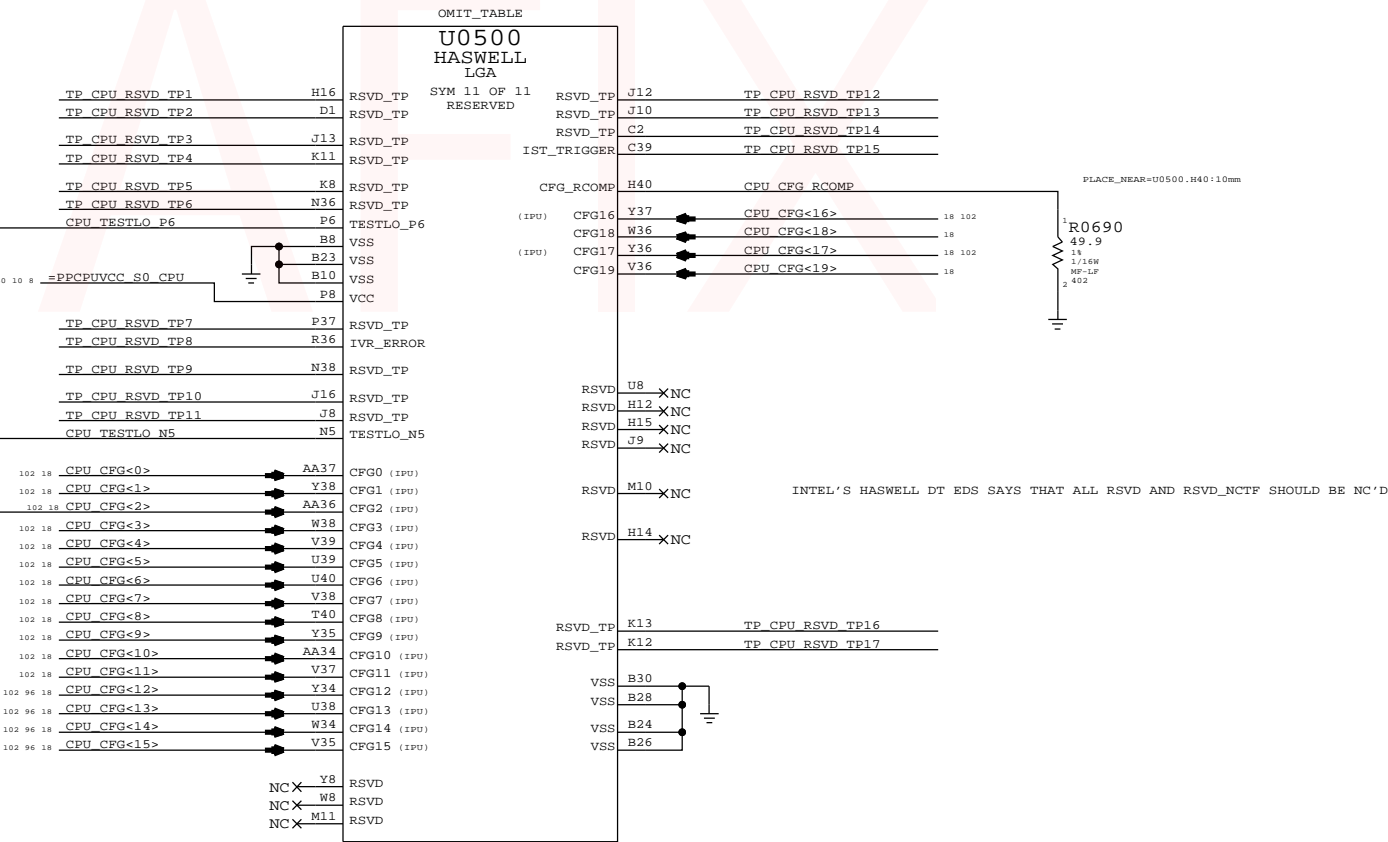 OMIT_TABLE
U0500
HASWELL
LGA
SYM 11 OF 11
RESERVED
TP_CPU_RSVD_TP1 H16 RSVD_TP
TP_CPU_RSVD_TP2 D1 RSVD_TP
TP_CPU_RSVD_TP3 J13 RSVD_TP
TP_CPU_RSVD_TP4 K11 RSVD_TP
TP_CPU_RSVD_TP5 K8 RSVD_TP
TP_CPU_RSVD_TP6 N36 RSVD_TP
CPU_TESTLO_P6 P6 TESTLO_P6
B8 VSS
B23 VSS
0 10 8 =PPCPUVCC_S0_CPU B10 VSS
P8 VCC
TP_CPU_RSVD_TP7 P37 RSVD_TP
TP_CPU_RSVD_TP8 R36 IVR_ERROR
TP_CPU_RSVD_TP9 N38 RSVD_TP
TP_CPU_RSVD_TP10 J16 RSVD_TP
TP_CPU_RSVD_TP11 J8 RSVD_TP
CPU_TESTLO_N5 N5 TESTLO_N5
102 18 CPU_CFG<0> AA37 CFG0 (IPU)
102 18 CPU_CFG<1> Y38 CFG1 (IPU)
102 18 CPU_CFG<2> AA36 CFG2 (IPU)
102 18 CPU_CFG<3> W38 CFG3 (IPU)
102 18 CPU_CFG<4> V39 CFG4 (IPU)
102 18 CPU_CFG<5> U39 CFG5 (IPU)
102 18 CPU_CFG<6> U40 CFG6 (IPU)
102 18 CPU_CFG<7> V38 CFG7 (IPU)
102 18 CPU_CFG<8> T40 CFG8 (IPU)
102 18 CPU_CFG<9> Y35 CFG9 (IPU)
102 18 CPU_CFG<10> AA34 CFG10 (IPU)
102 18 CPU_CFG<11> V37 CFG11 (IPU)
102 96 18 CPU_CFG<12> Y34 CFG12 (IPU)
102 96 18 CPU_CFG<13> U38 CFG13 (IPU)
102 96 18 CPU_CFG<14> W34 CFG14 (IPU)
102 96 18 CPU_CFG<15> V35 CFG15 (IPU)
NC Y8 RSVD
NC W8 RSVD
NC M11 RSVD
RSVD_TP J12 TP_CPU_RSVD_TP12
RSVD_TP J10 TP_CPU_RSVD_TP13
RSVD_TP C2 TP_CPU_RSVD_TP14
IST_TRIGGER C39 TP_CPU_RSVD_TP15
CFG_RCOMP H40 CPU_CFG_RCOMP
(IPU) CFG16 Y37 CPU_CFG<16> 18 102
CFG18 W36 CPU_CFG<18> 18
(IPU) CFG17 Y36 CPU_CFG<17> 18 102
CFG19 V36 CPU_CFG<19> 18
PLACE_NEAR=U0500.H40:10mm
1
R0690
49.9
1%
1/16W
MF-LF
2 402
RSVD U8 NC
RSVD H12 NC
RSVD H15 NC
RSVD J9 NC
RSVD M10 NC
INTEL'S HASWELL DT EDS SAYS THAT ALL RSVD AND RSVD_NCTF SHOULD BE NC'D
RSVD H14 NC
RSVD_TP K13 TP_CPU_RSVD_TP16
RSVD_TP K12 TP_CPU_RSVD_TP17
VSS B30
VSS B28
VSS B24
VSS B26
AFIX